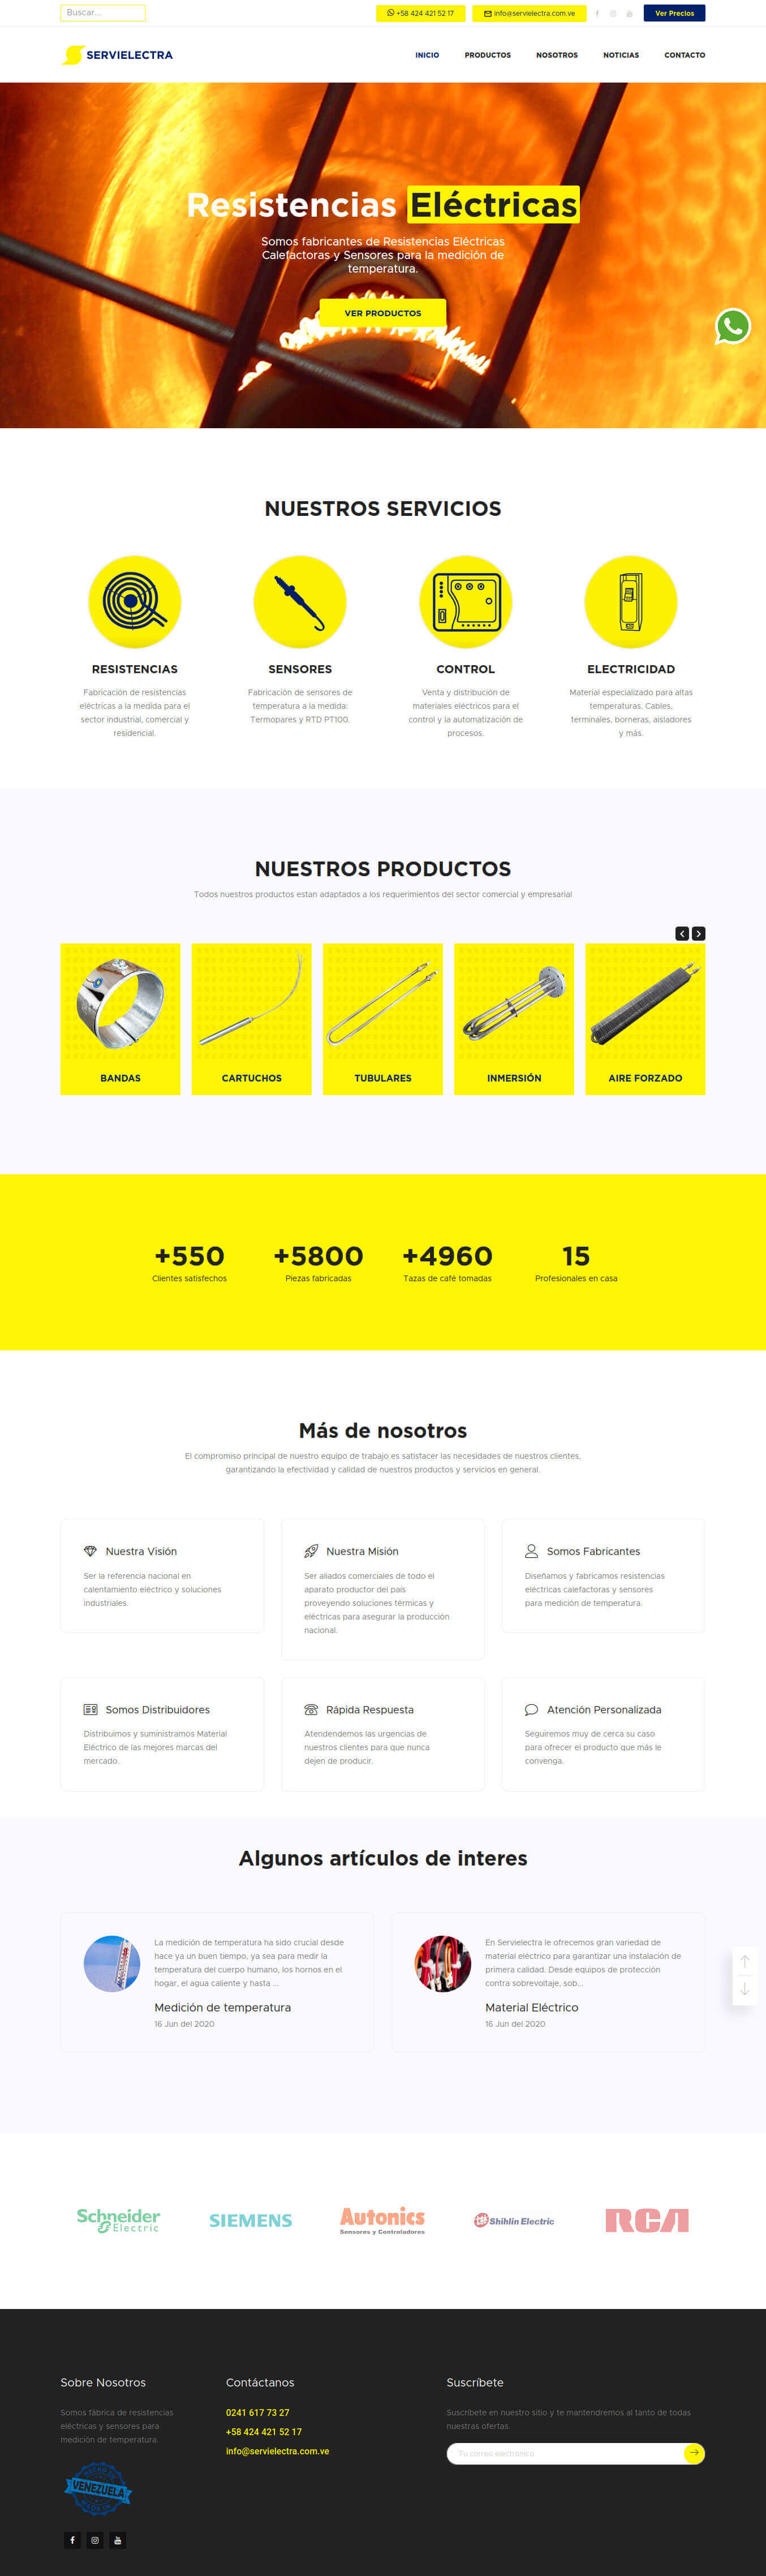 Buscar...
+58 424 421 52 17
info@servielectra.com.ve
Ver Precios
SERVIELECTRA
INICIO
PRODUCTOS
NOSOTROS
NOTICIAS
CONTACTO
Resistencias Eléctricas
Somos fabricantes de Resistencias Eléctricas
Calefactoras y Sensores para la medición de
temperatura.
VER PRODUCTOS
NUESTROS SERVICIOS
RESISTENCIAS
Fabricación de resistencias
eléctricas a la medida para el
sector industrial, comercial y
residencial.
SENSORES
Fabricación de sensores de
temperatura a la medida:
Termopares y RTD PT100.
CONTROL
Venta y distribución de
materiales eléctricos para el
control y la automatización de
procesos.
ELECTRICIDAD
Material especializado para altas
temperaturas. Cables,
terminales, borneras, aisladores
y más.
NUESTROS PRODUCTOS
Todos nuestros productos estan adaptados a los requerimientos del sector comercial y empresarial
BANDAS
CARTUCHOS
TUBULARES
INMERSIÓN
AIRE FORZADO
+550
Clientes satisfechos
+5800
Piezas fabricadas
+4960
Tazas de café tomadas
15
Profesionales en casa
Más de nosotros
El compromiso principal de nuestro equipo de trabajo es satisfacer las necesidades de nuestros clientes,
garantizando la efectividad y calidad de nuestros productos y servicios en general.
Nuestra Visión
Ser la referencia nacional en
calentamiento eléctrico y soluciones
industriales.
Nuestra Misión
Ser aliados comerciales de todo el
aparato productor del país
proveyendo soluciones térmicas y
eléctricas para asegurar la producción
nacional.
Somos Fabricantes
Diseñamos y fabricamos resistencias
eléctricas calefactoras y sensores
para medición de temperatura.
Somos Distribuidores
Distribuimos y suministramos Material
Eléctrico de las mejores marcas del
mercado.
Rápida Respuesta
Atendendemos las urgencias de
nuestros clientes para que nunca
dejen de producir.
Atención Personalizada
Seguiremos muy de cerca su caso
para ofrecer el producto que más le
convenga.
Algunos artículos de interes
La medición de temperatura ha sido crucial desde
hace ya un buen tiempo, ya sea para medir la
temperatura del cuerpo humano, los hornos en el
hogar, el agua caliente y hasta ...
Medición de temperatura
16 Jun del 2020
En Servielectra le ofrecemos gran variedad de
material eléctrico para garantizar una instalación de
primera calidad. Desde equipos de protección
contra sobrevoltaje, sob...
Material Eléctrico
16 Jun del 2020
Schneider
Electric
SIEMENS
Autonics
Sensores y Controladores
Shihlin Electric
RCA
Sobre Nosotros
Somos fábrica de resistencias
eléctricas y sensores para
medición de temperatura.
VENEZUELA
Contáctanos
0241 617 73 27
+58 424 421 52 17
info@servielectra.com.ve
Suscríbete
Suscríbete en nuestro sitio y te mantendremos al tanto de todas
nuestras ofertas.
Tu correo electrónico